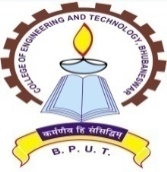 COLLEGE OF ENGINEERING AND TECHNOLOGY, BHUBANESWAR
कर्मणैव हि संसिद्धिम्
B. P. U. T.